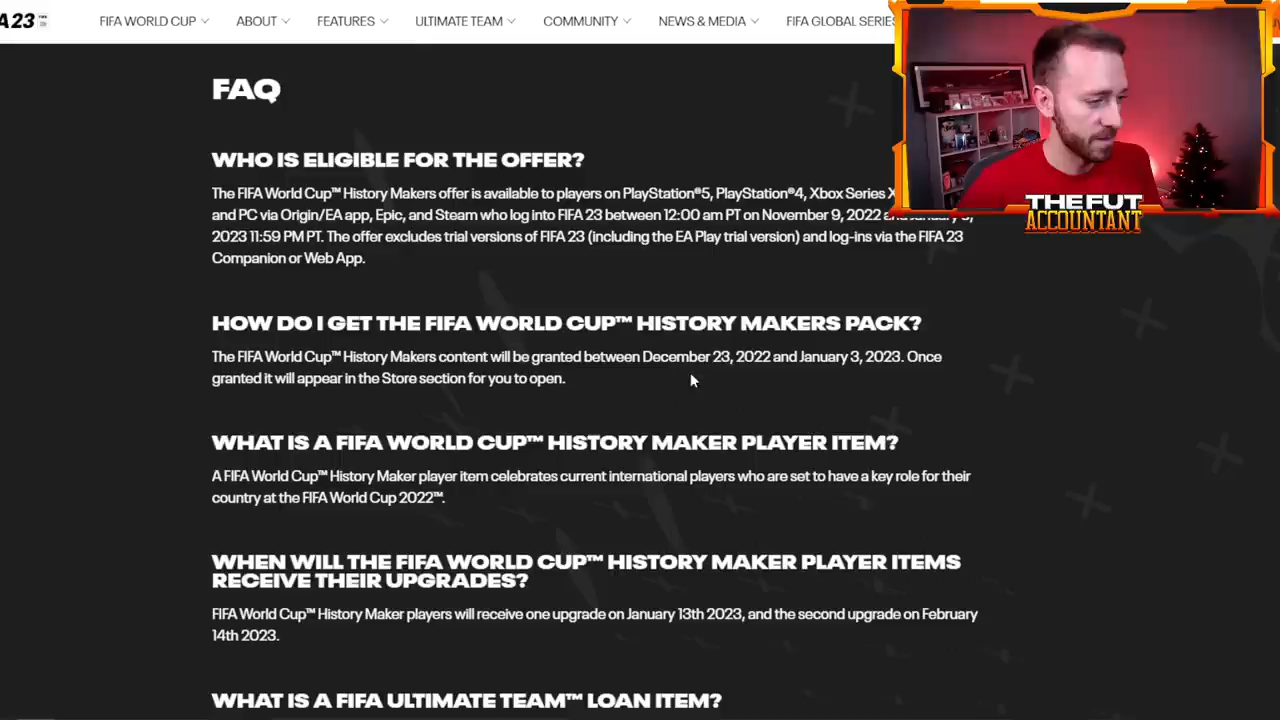 A 23
FIFA WORLD CUP ABOUT FEATURES ULTIMATE TEAM COMMUNITY NEWS & MEDIA FIFA GLOBAL SERIES
FAQ
WHO IS ELIGIBLE FOR THE OFFER?
The FIFA World Cup™ History Makers offer is available to players on PlayStation®5, PlayStation®4, Xbox Series
and PC via Origin/EA app, Epic, and Steam who log into FIFA 23 between 12:00 am PT on November 9, 2022 and
2023 11:59 PM PT. The offer excludes trial versions of FIFA 23 (including the EA Play trial version) and log-ins via the FIFA 23
Companion or Web App.
THE FUT
ACCOUNTANT
HOW DO I GET THE FIFA WORLD CUP™ HISTORY MAKERS PACK?
The FIFA World Cup™ History Makers content will be granted between December 23, 2022 and January 3, 2023. Once
granted it will appear in the Store section for you to open.
WHAT IS A FIFA WORLD CUP™ HISTORY MAKER PLAYER ITEM?
A FIFA World Cup™ History Maker player item celebrates current international players who are set to have a key role for their
country at the FIFA World Cup 2022™.
WHEN WILL THE FIFA WORLD CUP™ HISTORY MAKER PLAYER ITEMS
RECEIVE THEIR UPGRADES?
FIFA World Cup™ History Maker players will receive one upgrade on January 13th 2023, and the second upgrade on February
14th 2023.
WHAT IS A FIFA ULTIMATE TEAM™ LOAN ITEM?